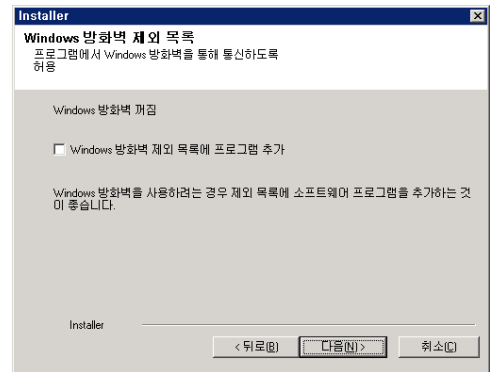 Installer
Windows 방화벽 제외 목록
프로그램에서 Windows 방화벽을 통해 통신하도록
허용
Windows 방화벽 꺼짐
Windows 방화벽 제외 목록에 프로그램 추가
Windows 방화벽을 사용하려는 경우 제외 목록에 소프트웨어 프로그램을 추가하는 것
이 좋습니다.
Installer
< 뒤로(B) 다음(N) > 취소(C)